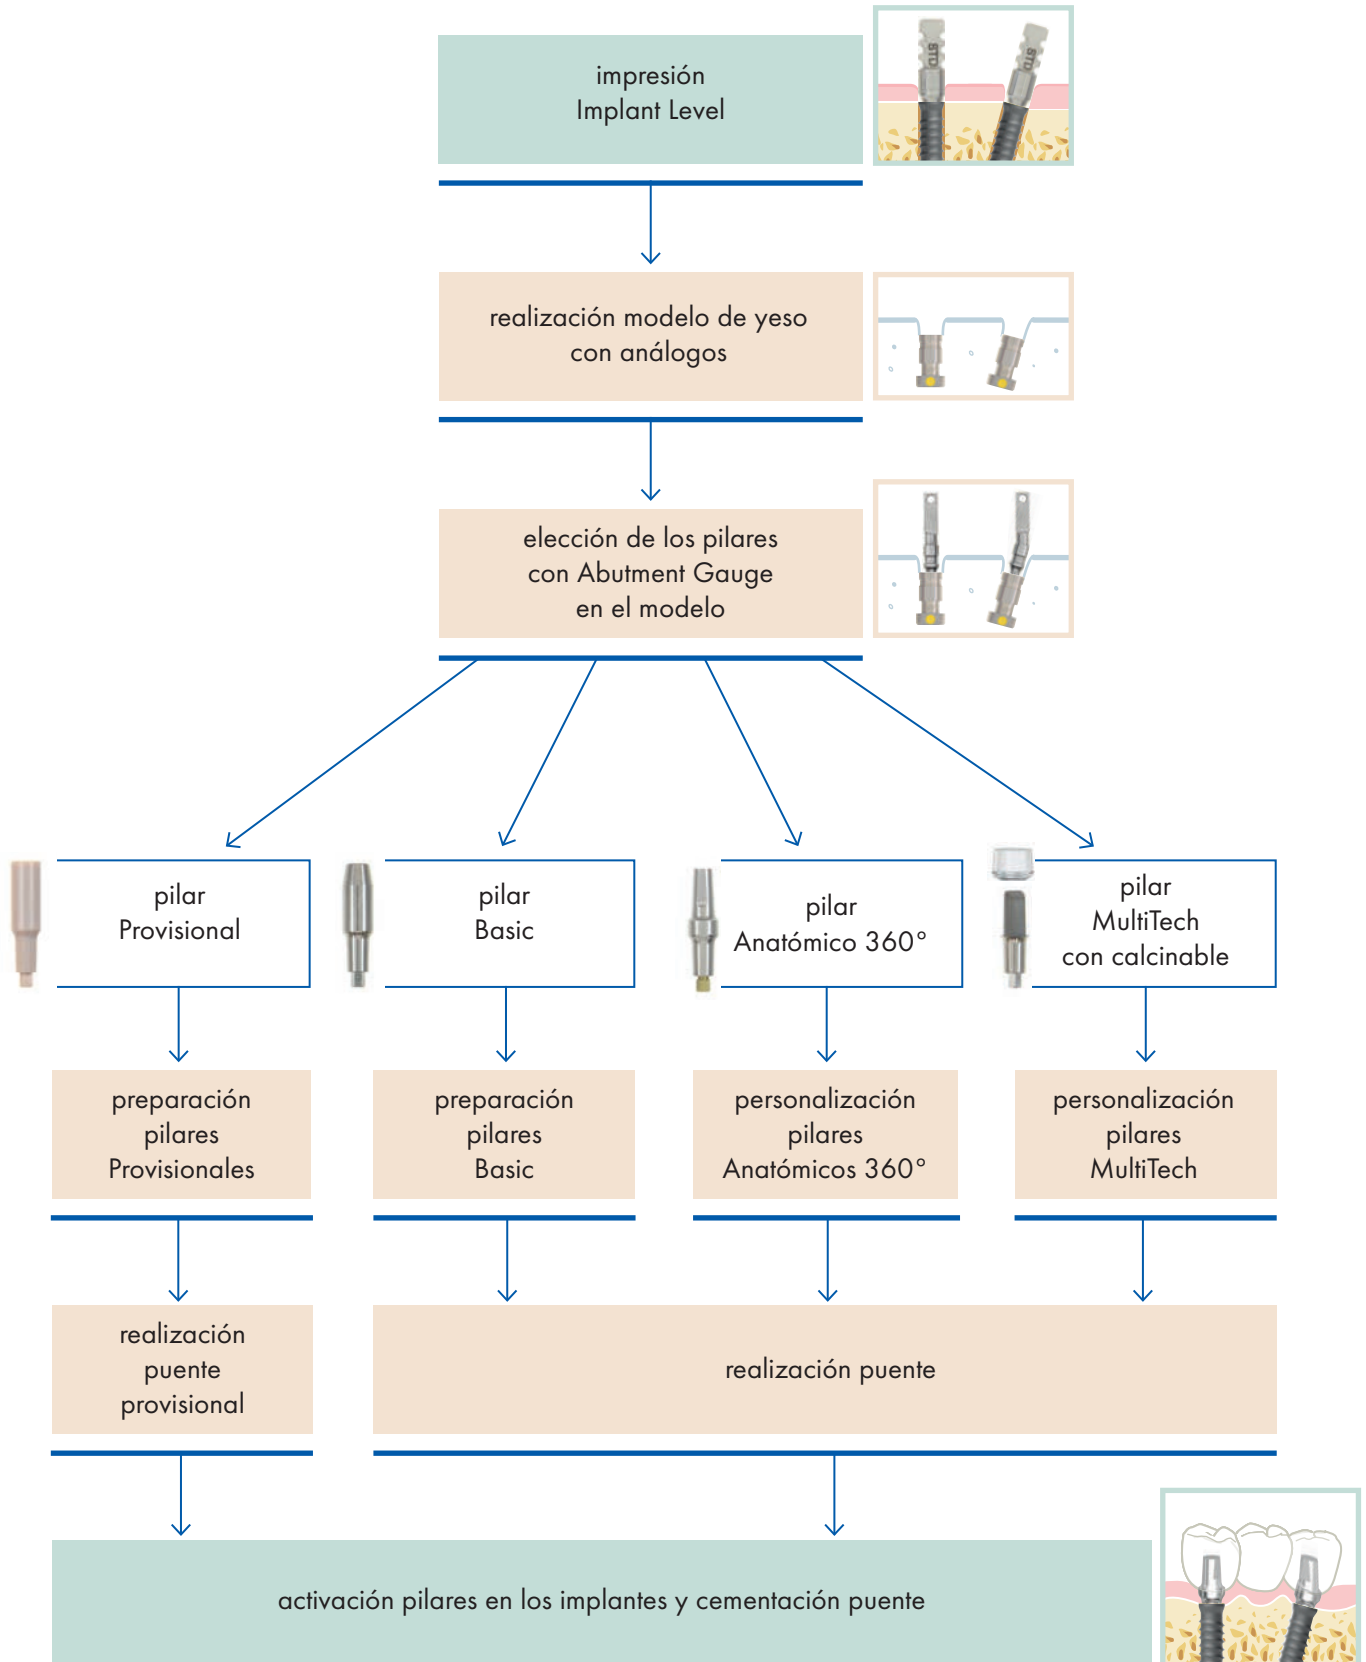 impresión
Implant Level
STD
STD
realización modelo de yeso
con análogos
elección de los pilares
con Abutment Gauge
en el modelo
pilar
Provisional
pilar
Basic
pilar
Anatómico 360°
pilar
MultiTech
con calcinable
preparación
pilares
Provisionales
preparación
pilares
Basic
personalización
pilares
Anatómicos 360°
personalización
pilares
MultiTech
realización
puente
provisional
realización puente
activación pilares en los implantes y cementación puente